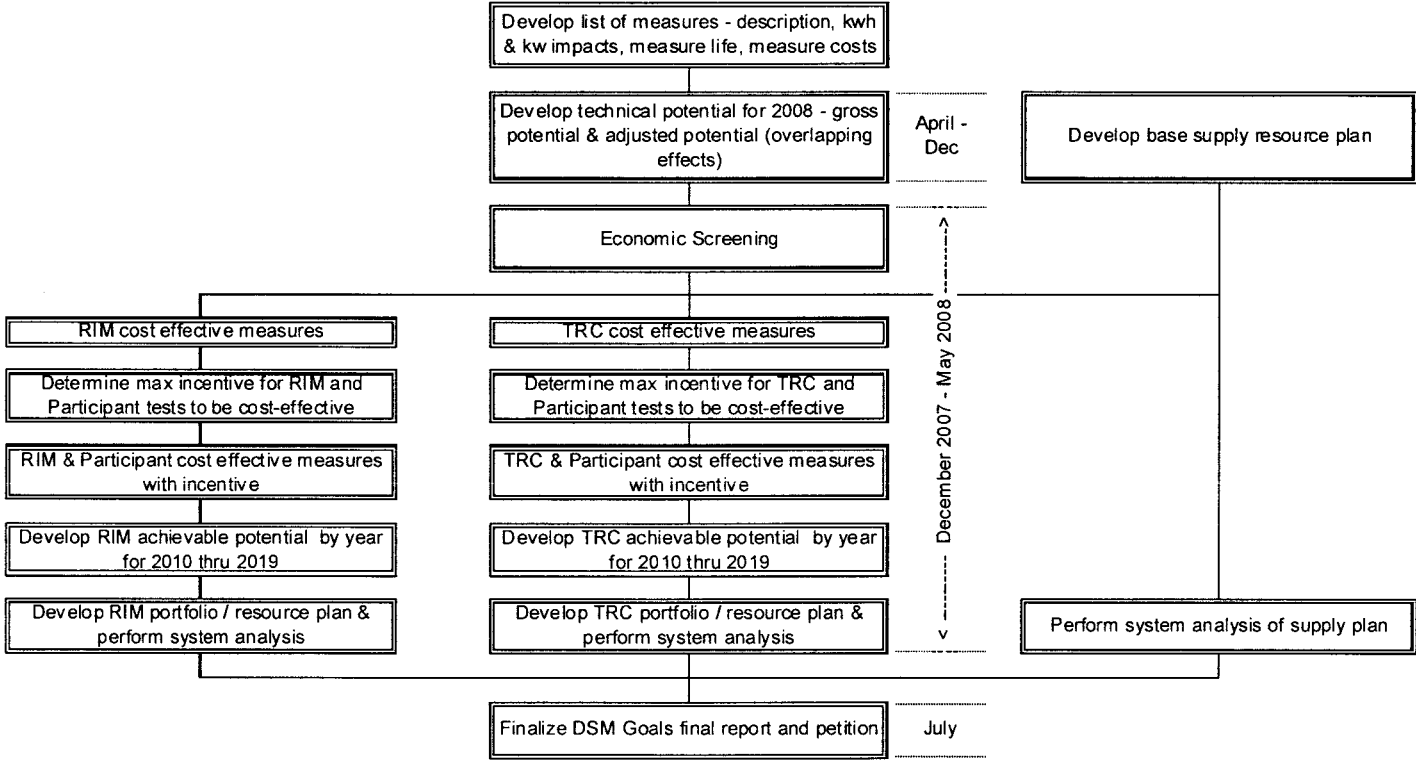 Develop list of measures - description, kwh
& kw impacts, measure life, measure costs
Develop technical potential for 2008 - gross
potential & adjusted potential (overlapping
effects)
April -
Dec
Develop base supply resource plan
Economic Screening
December 2007 - May 2008
RIM cost effective measures
TRC cost effective measures
Determine max incentive for RIM and
Participant tests to be cost-effective
Determine max incentive for TRC and
Participant tests to be cost-effective
RIM & Participant cost effective measures
with incentive
TRC & Participant cost effective measures
with incentive
Develop RIM achievable potential by year
for 2010 thru 2019
Develop TRC achievable potential by year
for 2010 thru 2019
Develop RIM portfolio / resource plan &
perform system analysis
Develop TRC portfolio / resource plan &
perform system analysis
Perform system analysis of supply plan
Finalize DSM Goals final report and petition
July